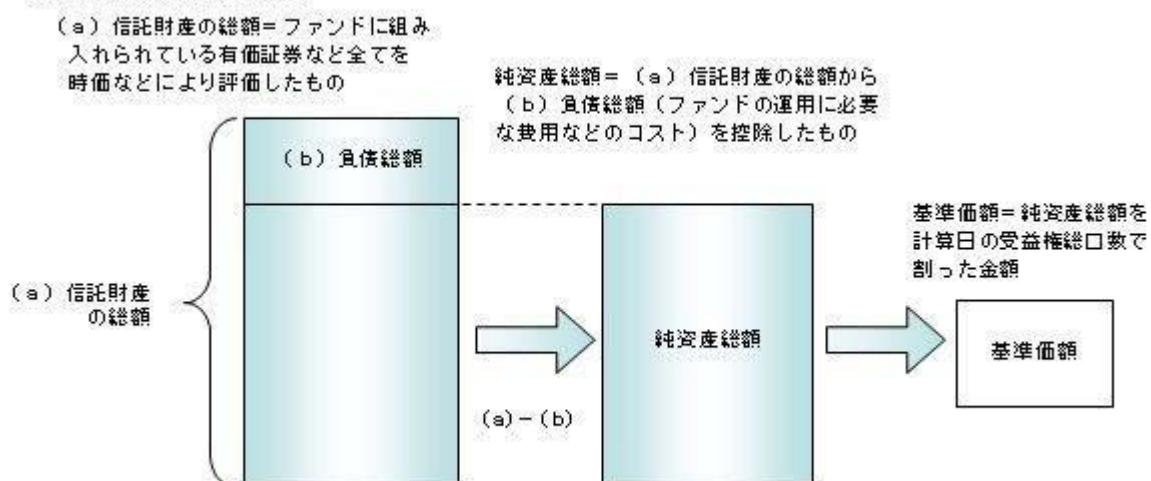 (a)信託財産の総額=ファンドに組み
入れられている有価証券など全てを
時価などにより評価したもの
純資産総額=(a)信託財産の総額から
(b)負債総額(ファンドの運用に必要
な費用などのコスト)を控除したもの
(b)負債総額
基準価額=純資産総額を
計算日の受益権総口数で
割った金額
(a)信託財産
の総額
純資産総額
基準価額
(a)-(b)